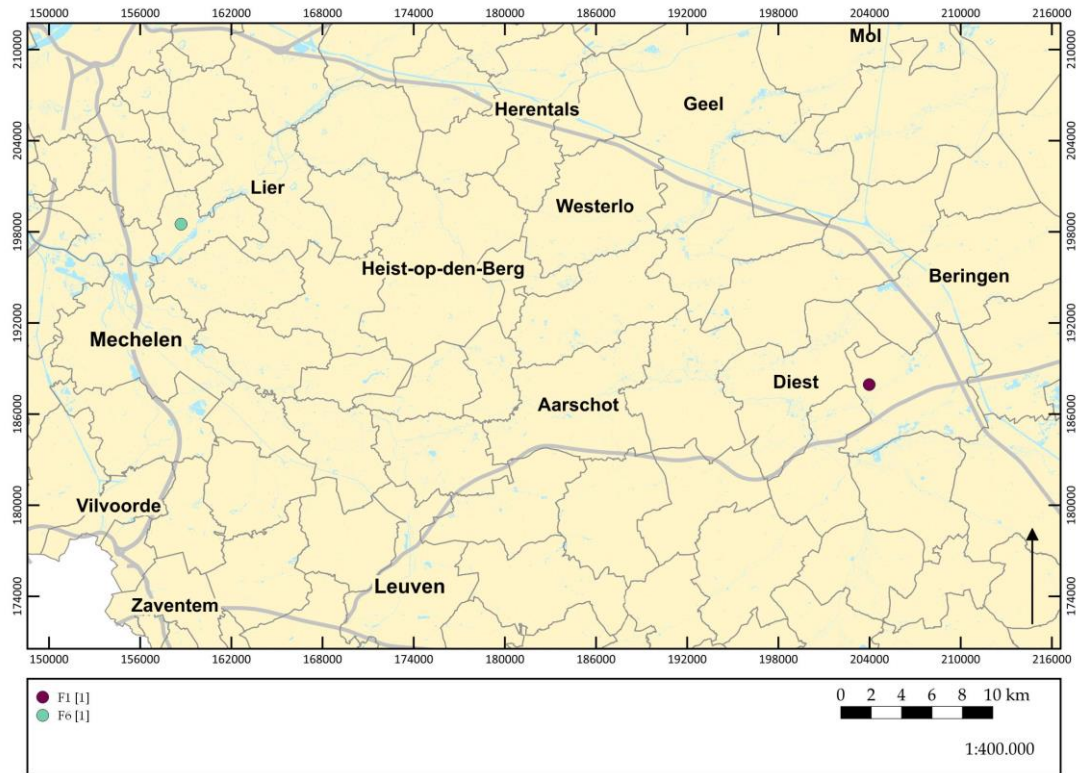 150000 156000 162000 168000 174000 180000 186000 192000 198000 204000 210000 216000
210000 210000
Mol
Herentals Geel
204000 204000
Lier
Westerlo
198000 198000
Heist-op-den-Berg Beringen
192000 192000
Mechelen
Diest
Aarschot
186000 186000
Vilvoorde
180000 180000
Leuven
174000 174000
Zaventem
150000 156000 162000 168000 174000 180000 186000 192000 198000 204000 210000 216000
F1 [1]
F6 [1]
0 2 4 6 8 10 km
1:400.000